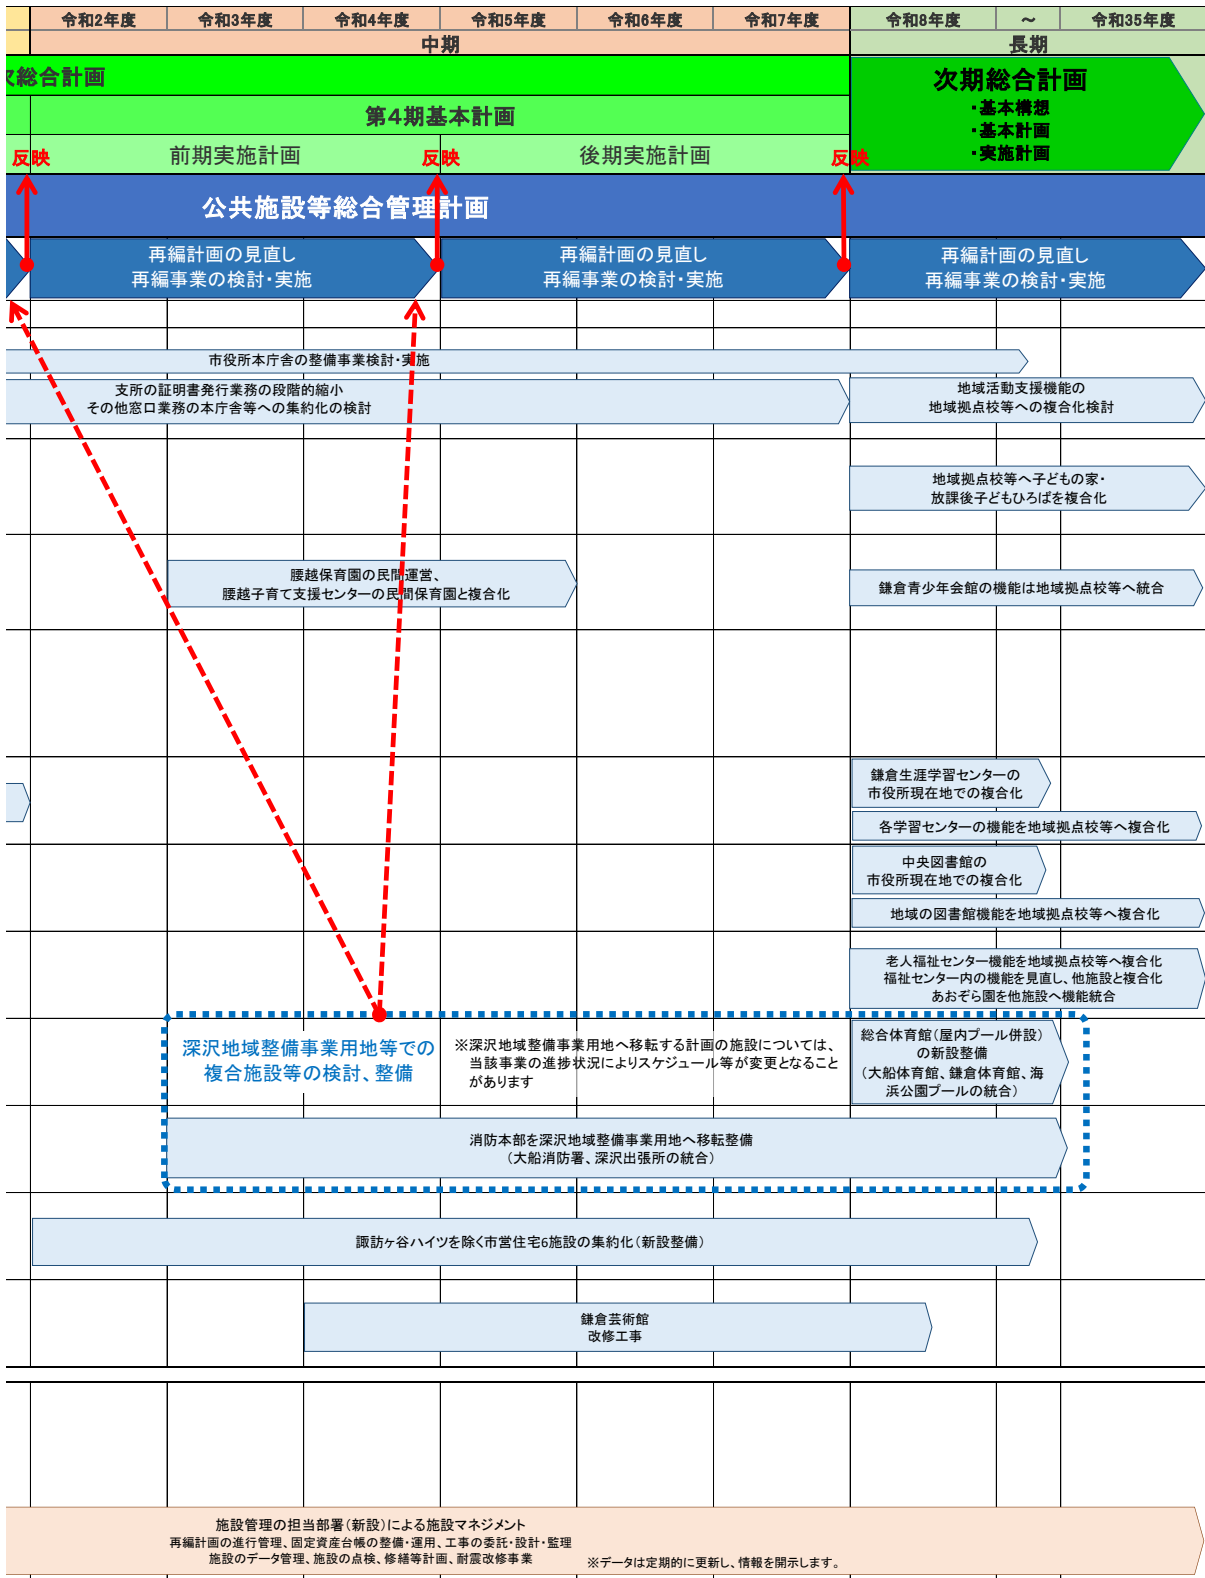 令和2年度 令和3年度 令和4年度 令和5年度 令和6年度 令和7年度 令和8年度 ～ 令和35年度
中期 長期
次総合計画
次期総合計画
・基本構想
・基本計画
・実施計画
第4期基本計画
反映 前期実施計画 反映 後期実施計画 反映
公共施設等総合管理計画
再編計画の見直し
再編事業の検討・実施
再編計画の見直し
再編事業の検討・実施
再編計画の見直し
再編事業の検討・実施
市役所本庁舎の整備事業検討・実施
支所の証明書発行業務の段階的縮小
その他窓口業務の本庁舎等への集約化の検討
地域活動支援機能の
地域拠点校等への複合化検討
地域拠点校等へ子どもの家・
放課後子どもひろばを複合化
腰越保育園の民間運営、
腰越子育て支援センターの民間保育園と複合化
鎌倉青少年会館の機能は地域拠点校等へ統合
鎌倉生涯学習センターの
市役所現在地での複合化
各学習センターの機能を地域拠点校等へ複合化
中央図書館の
市役所現在地での複合化
地域の図書館機能を地域拠点校等へ複合化
老人福祉センター機能を地域拠点校等へ複合化
福祉センター内の機能を見直し、他施設と複合化
あおぞら園を他施設へ機能統合
深沢地域整備事業用地等での
複合施設等の検討、整備
※深沢地域整備事業用地へ移転する計画の施設については、
当該事業の進捗状況によりスケジュール等が変更となること
があります
総合体育館(屋内プール併設)
の新設整備
(大船体育館、鎌倉体育館、海
浜公園プールの統合)
消防本部を深沢地域整備事業用地へ移転整備
(大船消防署、深沢出張所の統合)
諏訪ヶ谷ハイツを除く市営住宅6施設の集約化(新設整備)
鎌倉芸術館
改修工事
施設管理の担当部署(新設)による施設マネジメント
再編計画の進行管理、固定資産台帳の整備・運用、工事の委託・設計・監理
施設のデータ管理、施設の点検、修繕等計画、耐震改修事業
※データは定期的に更新し、情報を開示します。